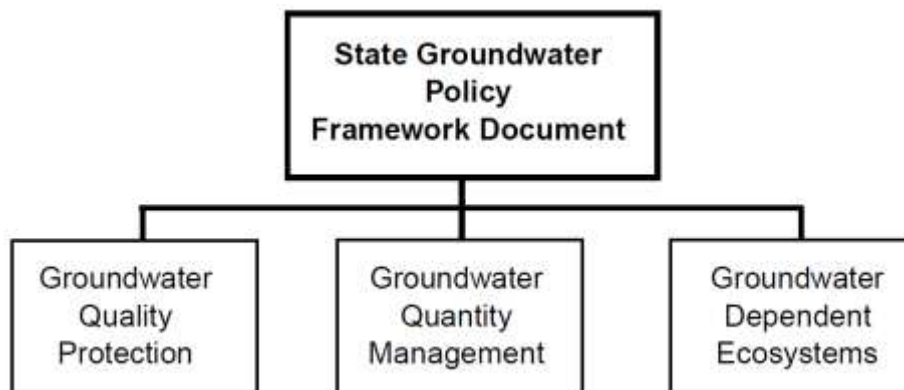 State Groundwater
Policy
Framework Document
Groundwater
Quality
Protection
Groundwater
Quantity
Management
Groundwater
Dependent
Ecosystems